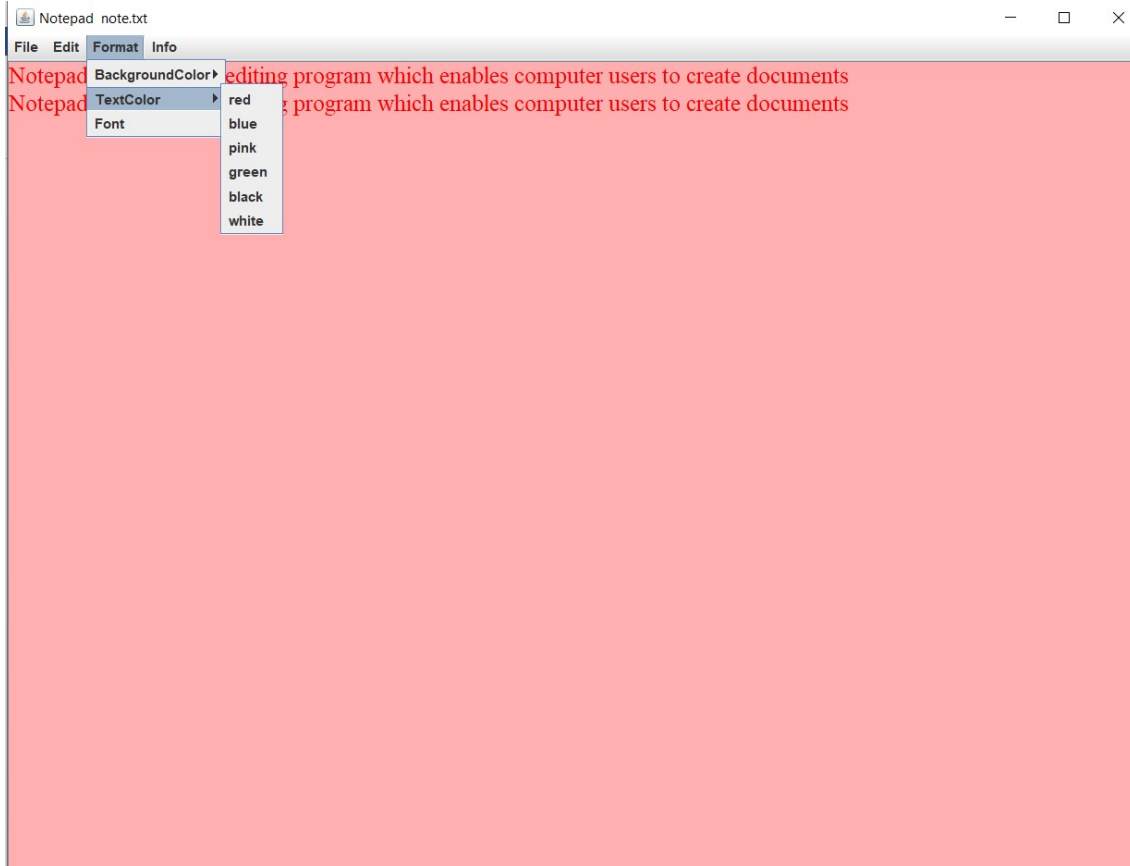 Notepad note.txt
File Edit Format Info
Notepad editing program which enables computer users to create documents
Notepad program which enables computer users to create documents
BackgroundColor
TextColor
Font
red
blue
pink
green
black
white